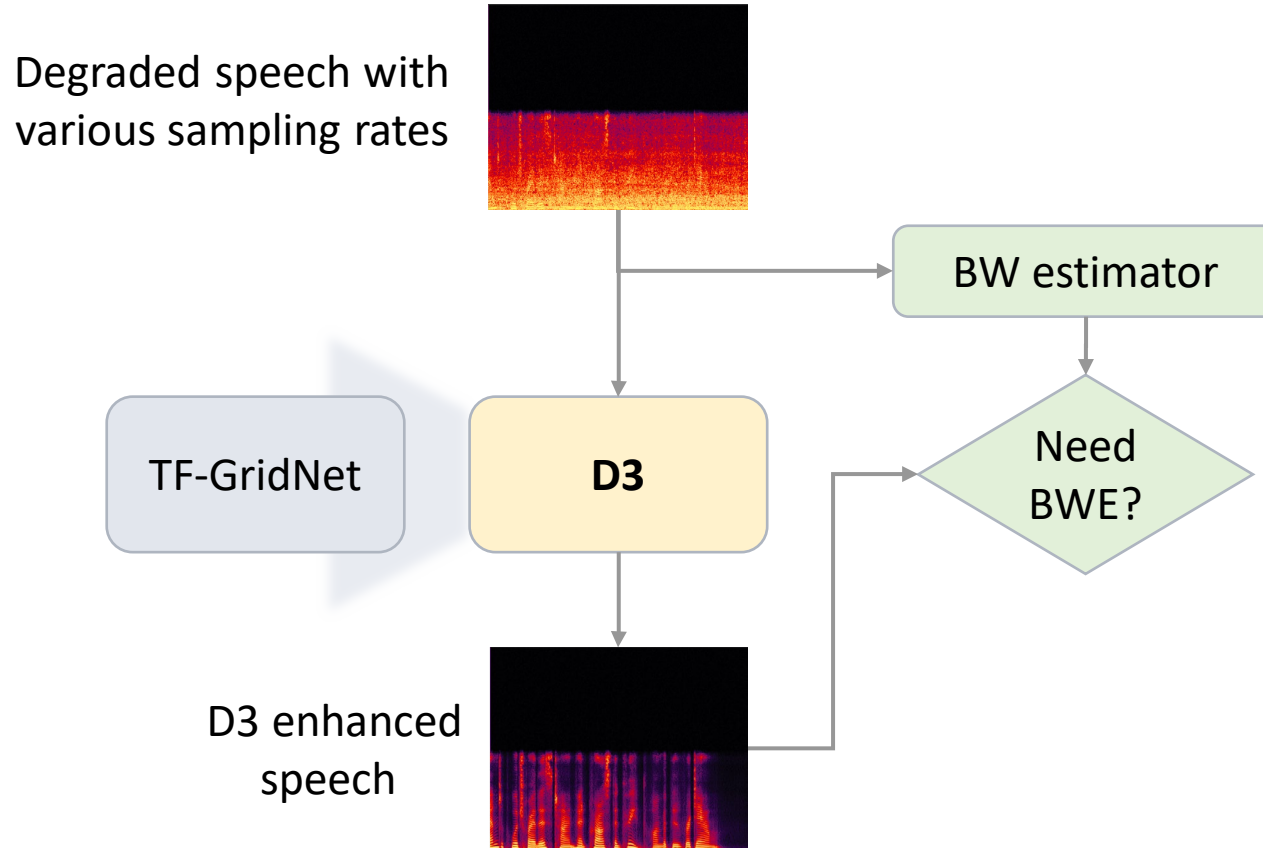 Degraded speech with
various sampling rates
BW estimator
TF-GridNet
D3
Need
BWE?
D3 enhanced
speech